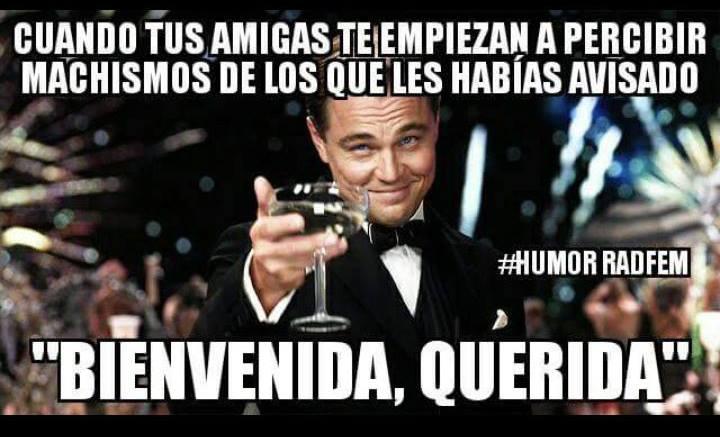 CUANDO TUS AMIGAS TE EMPIEZAN A PERCIBIR
MACHISMOS DE LOS QUE LES HABÍAS AVISADO
#HUMOR RADFEM
"BIENVENIDA, QUERIDA"